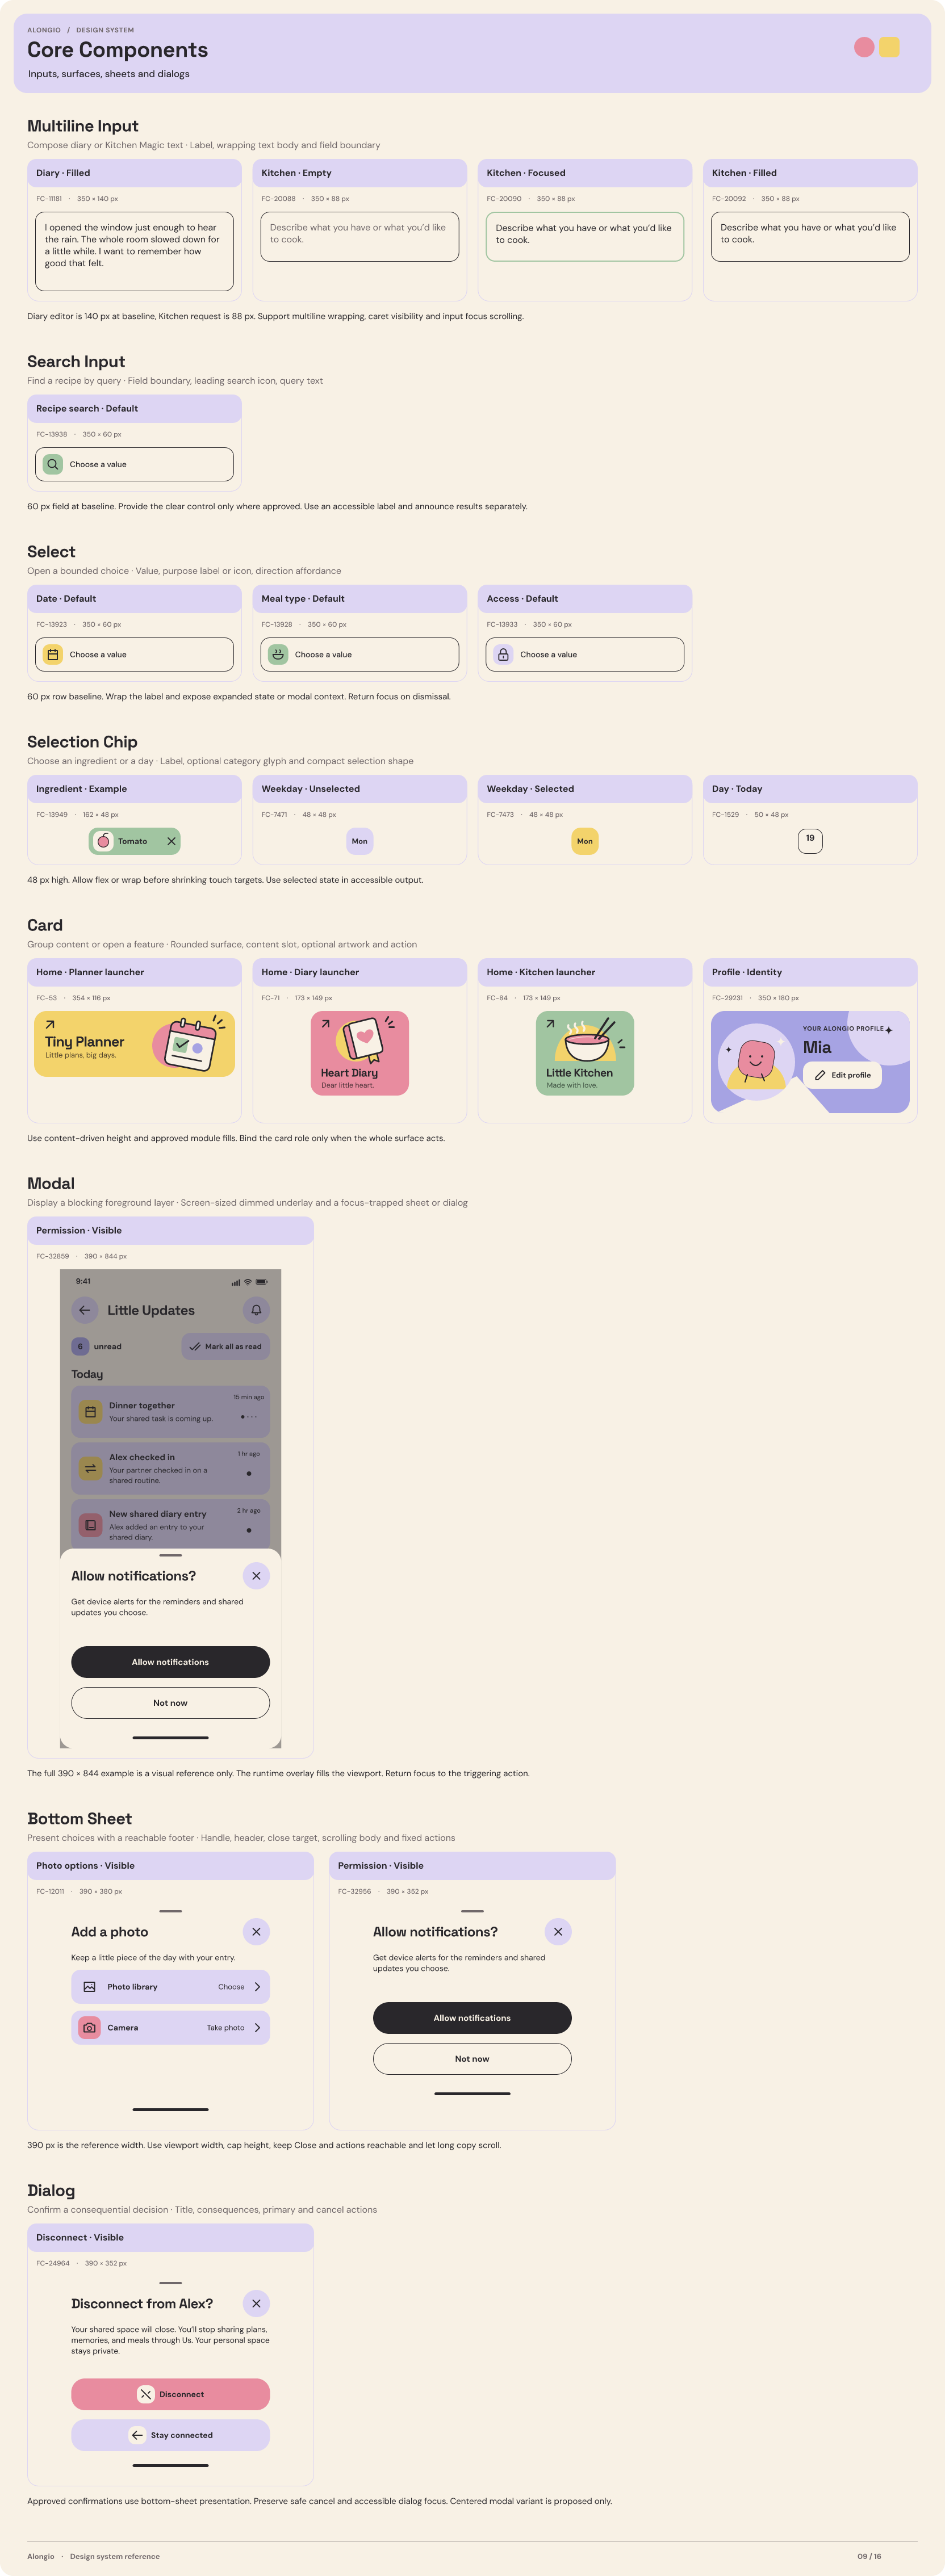 ALONGIO / DESIGN SYSTEM
Core Components
Inputs, surfaces, sheets and dialogs
Multiline Input
Compose diary or Kitchen Magic text · Label, wrapping text body and field boundary
Diary · Filled
FC-11181 · 350 × 140 px
I opened the window just enough to hear
the rain. The whole room slowed down for
a little while. I want to remember how
good that felt.
Kitchen · Empty
FC-20088 · 350 × 88 px
Describe what you have or what you'd like
to cook.
Kitchen · Focused
FC-20090 · 350 × 88 px
Describe what you have or what you'd like
to cook.
Kitchen · Filled
FC-20092 · 350 × 88 px
Describe what you have or what you'd like
to cook.
Diary editor is 140 px at baseline, Kitchen request is 88 px. Support multiline wrapping, caret visibility and input focus scrolling.
Search Input
Find a recipe by query · Field boundary, leading search icon, query text
Recipe search · Default
FC-13938 · 350 × 60 px
Choose a value
60 px field at baseline. Provide the clear control only where approved. Use an accessible label and announce results separately.
Select
Open a bounded choice · Value, purpose label or icon, direction affordance
Date · Default
FC-13923 · 350 × 60 px
Choose a value
Meal type · Default
FC-13928 · 350 × 60 px
Choose a value
Access · Default
FC-13933 · 350 × 60 px
Choose a value
60 px row baseline. Wrap the label and expose expanded state or modal context. Return focus on dismissal.
Selection Chip
Choose an ingredient or a day · Label, optional category glyph and compact selection shape
Ingredient · Example
FC-13949 · 162 × 48 px
Tomato
Weekday · Unselected
FC-7471 · 48 × 48 px
Mon
Weekday · Selected
FC-7473 · 48 × 48 px
Mon
Day · Today
FC-1529 · 50 × 48 px
19
48 px high. Allow flex or wrap before shrinking touch targets. Use selected state in accessible output.
Card
Group content or open a feature · Rounded surface, content slot, optional artwork and action
Home · Planner launcher
FC-53 · 354 × 116 px
Tiny Planner
Little plans, big days.
Home · Diary launcher
FC-71 · 173 × 149 px
Heart Diary
Dear little heart.
Home · Kitchen launcher
FC-84 · 173 × 149 px
Little Kitchen
Made with love.
Profile · Identity
FC-29231 · 350 × 180 px
YOUR ALONGIO PROFILE
Mia
Edit profile
Use content-driven height and approved module fills. Bind the card role only when the whole surface acts.
Modal
Display a blocking foreground layer · Screen-sized dimmed underlay and a focus-trapped sheet or dialog
Permission · Visible
FC-32859 · 390 × 844 px
9:41
Little Updates
6 unread
Mark all as read
Today
15 min ago
Dinner together
Your shared task is coming up.
1 hr ago
Alex checked in
Your partner checked in on a
shared routine.
2 hr ago
New shared diary entry
Alex added an entry to your
shared diary.
Allow notifications?
Get device alerts for the reminders and shared
updates you choose.
Allow notifications
Not now
The full 390 × 844 example is a visual reference only. The runtime overlay fills the viewport. Return focus to the triggering action.
Bottom Sheet
Present choices with a reachable footer · Handle, header, close target, scrolling body and fixed actions
Photo options · Visible
FC-12011 · 390 × 380 px
Add a photo
Keep a little piece of the day with your entry.
Photo library Choose
Camera Take photo
Permission · Visible
FC-32956 · 390 × 352 px
Allow notifications?
Get device alerts for the reminders and shared
updates you choose.
Allow notifications
Not now
390 px is the reference width. Use viewport width, cap height, keep Close and actions reachable and let long copy scroll.
Dialog
Confirm a consequential decision · Title, consequences, primary and cancel actions
Disconnect · Visible
FC-24964 · 390 × 352 px
Disconnect from Alex?
Your shared space will close. You'll stop sharing plans,
memories, and meals through Us. Your personal space
stays private.
Disconnect
Stay connected
Approved confirmations use bottom-sheet presentation. Preserve safe cancel and accessible dialog focus. Centered modal variant is proposed only.
Alongio · Design system reference
09 / 16